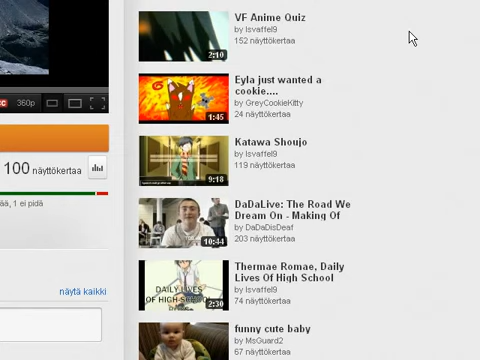 VF Anime Quiz
by Isvaffel9
152 näyttökertaa
2:10
Eyla just wanted a
cookie....
by GreyCookieKitty
24 näyttökertaa
1:45
Katawa Shoujo
by Isvaffel9
119 näyttökertaa
9:18
DaDaLive: The Road We
Dream On - Making Of
by DaDaDisDeaf
203 näyttökertaa
10:44
Thermae Romae, Daily
Lives Of High School
by Isvaffel9
74 näyttökertaa
DAILY LIVES
OF HIGH SCHOOL
2:30
funny cute baby
by MsGuard2
67 näyttökertaa
CC
360p
100 näyttökertaa
ää, 1 ei pidä
näytä kaikki